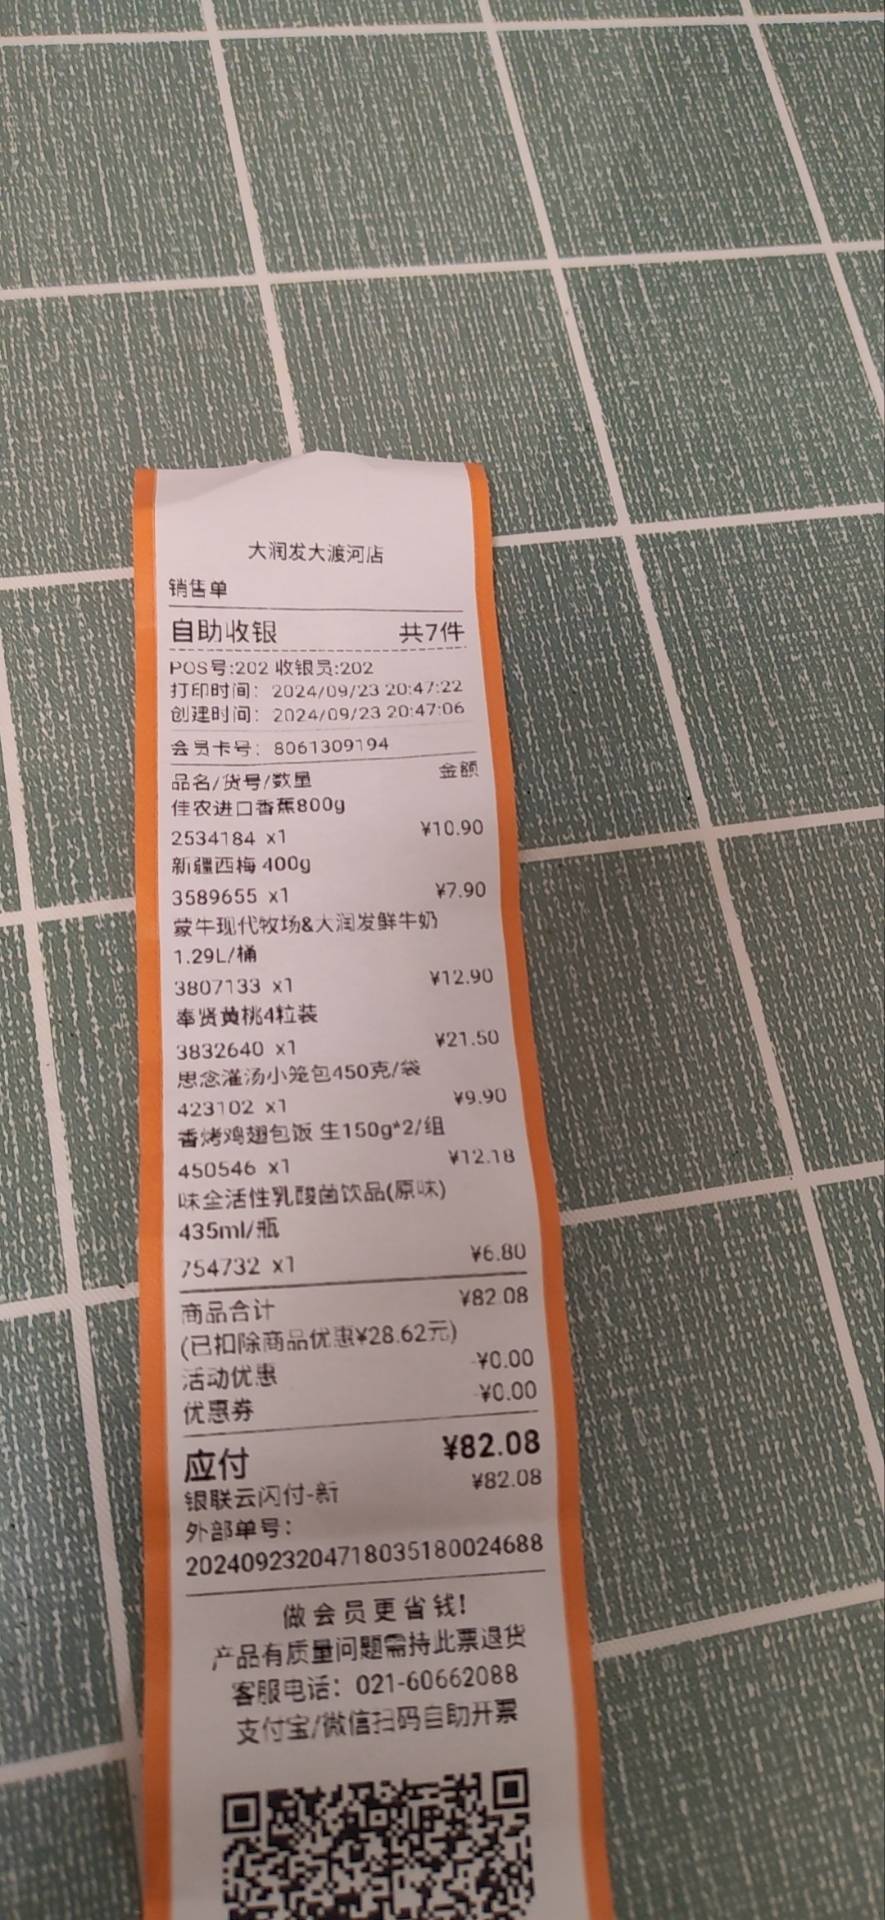 大润发大渡河店
销售单
自助收银 共7件
POS号:202 收银员:202
打印时间: 2024/09/23 20:47:22
创建时间: 2024/09/23 20:47:06
会员卡号: 8061309194
品名/货号/数量 金额
佳农进口香蕉800g
2534184 x1 ¥10.90
新疆西梅 400g
3589655 x1 ¥7.90
蒙牛现代牧场&大润发鲜牛奶
1.29L/桶
3807133 x1 ¥12.90
奉贤黄桃4粒装
3832640 x1 ¥21.50
思念灌汤小笼包450克/袋
423102 x1 ¥9.90
香烤鸡翅包饭 生150g*2/组
450546 x1 ¥12.18
味全活性乳酸菌饮品(原味)
435ml/瓶
754732 x1 ¥6.80
商品合计 ¥82.08
(已扣除商品优惠¥28.62元)
活动优惠 -¥0.00
优惠券 -¥0.00
应付 ¥82.08
银联云闪付-新 ¥82.08
外部单号:
20240923204718035180024688
做会员更省钱!
产品有质量问题需持此票退货
客服电话: 021-60662088
支付宝/微信扫码自助开票